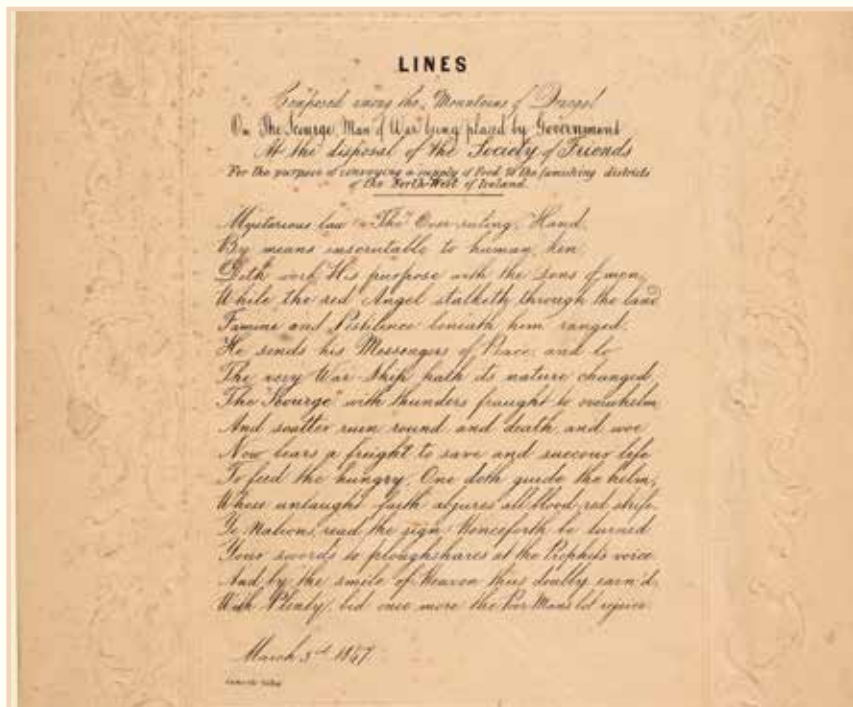 LINES
Composed among the Mountains of Donegal
On The Scourge, Man of War being placed by Government
At the disposal of the Society of Friends
For the purpose of conveying a supply of Food to the famishing districts
of the North-West of Ireland.
Mysterious law The Over-ruling Hand
By means inscrutable to human ken
Doth work His purpose with the sons of men,
While the red Angel stalketh through the land
Famine and Pestilence beneath him ranged.
He sends his Messengers of Peace, and lo
The very War-Ship hath its nature changed,
The "Scourge" with thunders fraught to overwhelm
And scatter ruin round and death, and woe
Now bears a freight to save and succour life
To feed the hungry. One doth guide the helm,
Whose untaught faith abjures all blood-red strife.
Ye Nations, read the sign Henceforth be turned
Your swords to ploughshares at the Prophets voice
And by the smile of Heaven thus doubly earn'd,
With Plenty, bid once more the Poor Mans lot rejoice.
March 3rd 1847